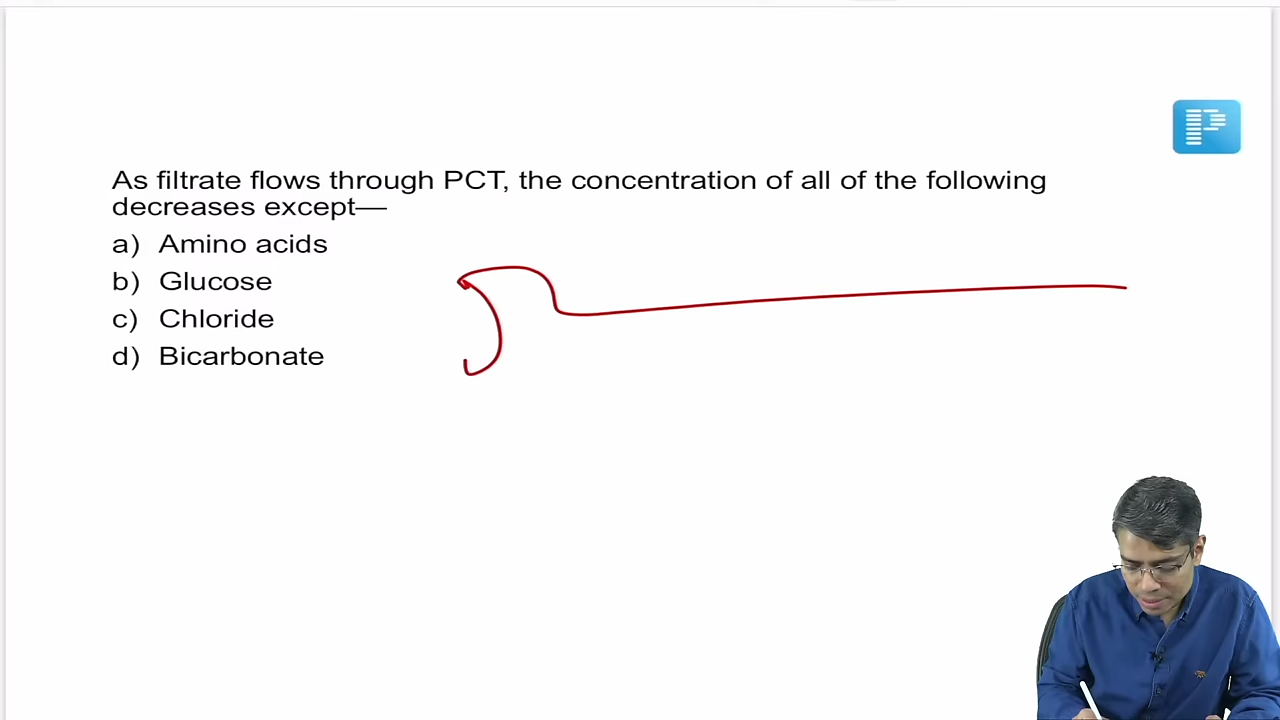 As filtrate flows through PCT, the concentration of all of the following
decreases except—
a) Amino acids
b) Glucose
c) Chloride
d) Bicarbonate
P